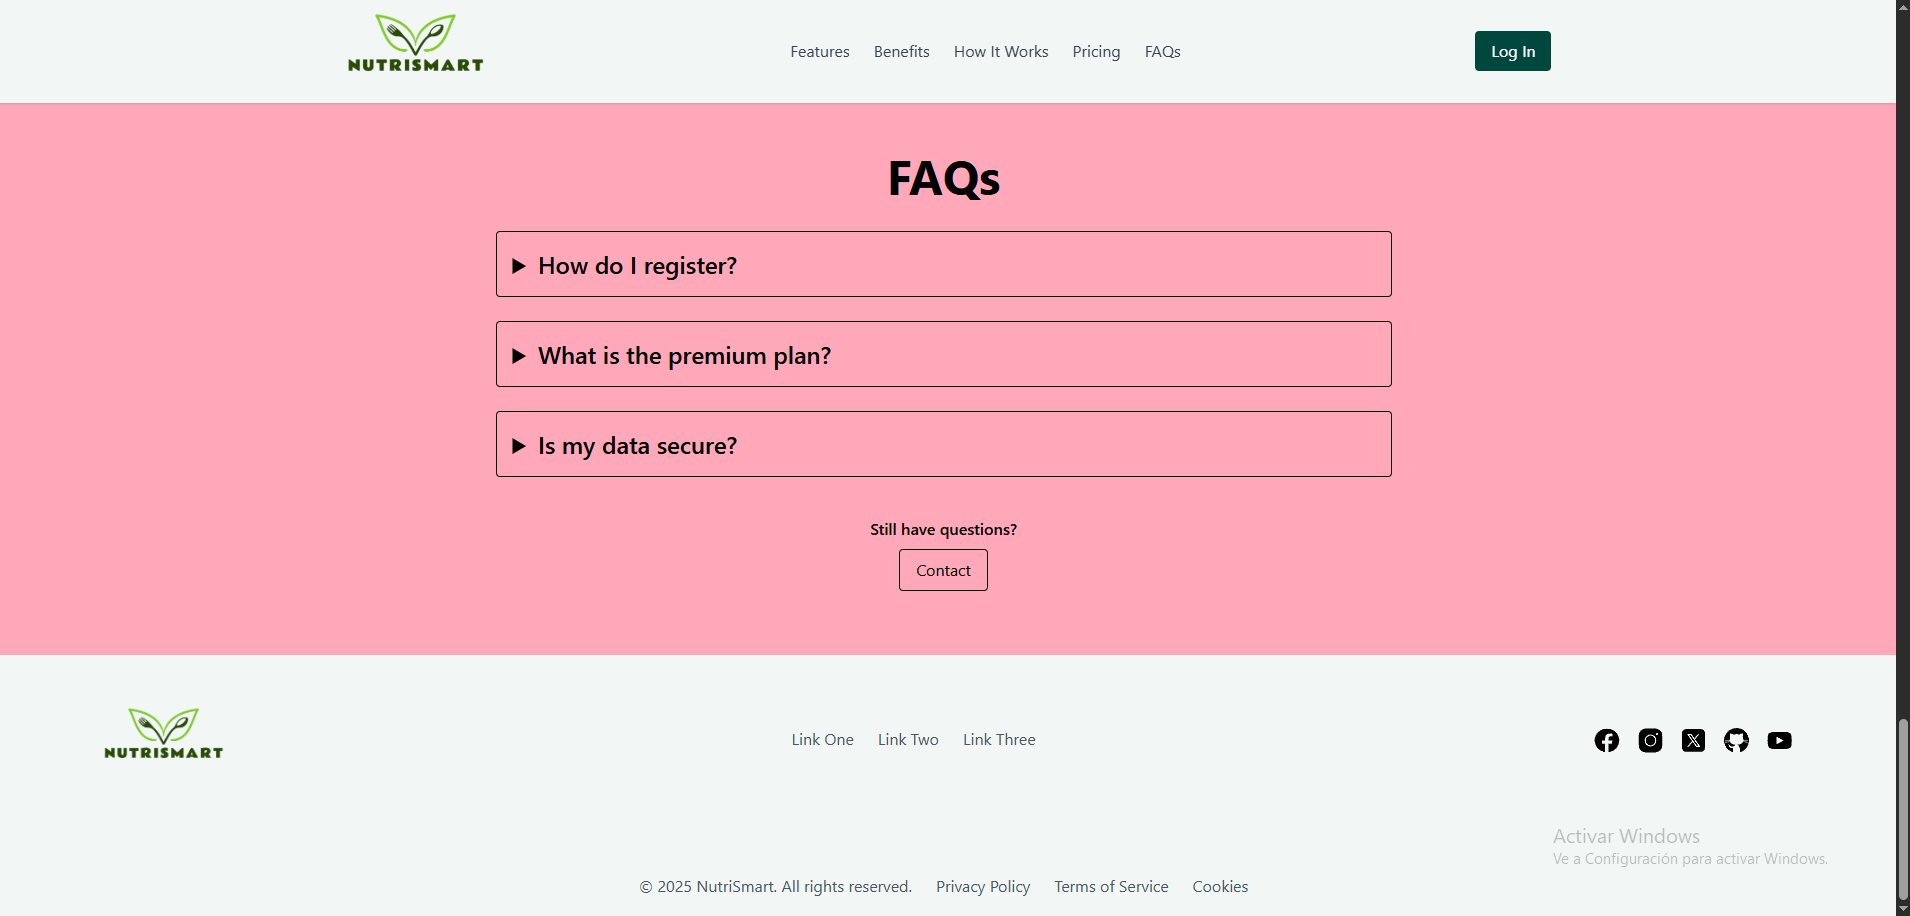 NUTRISMART
Features Benefits How It Works Pricing FAQs
Log In
FAQs
How do I register?
What is the premium plan?
Is my data secure?
Still have questions?
Contact
NUTRISMART
Link One Link Two Link Three
Activar Windows
Ve a Configuración para activar Windows.
© 2025 NutriSmart. All rights reserved. Privacy Policy Terms of Service Cookies